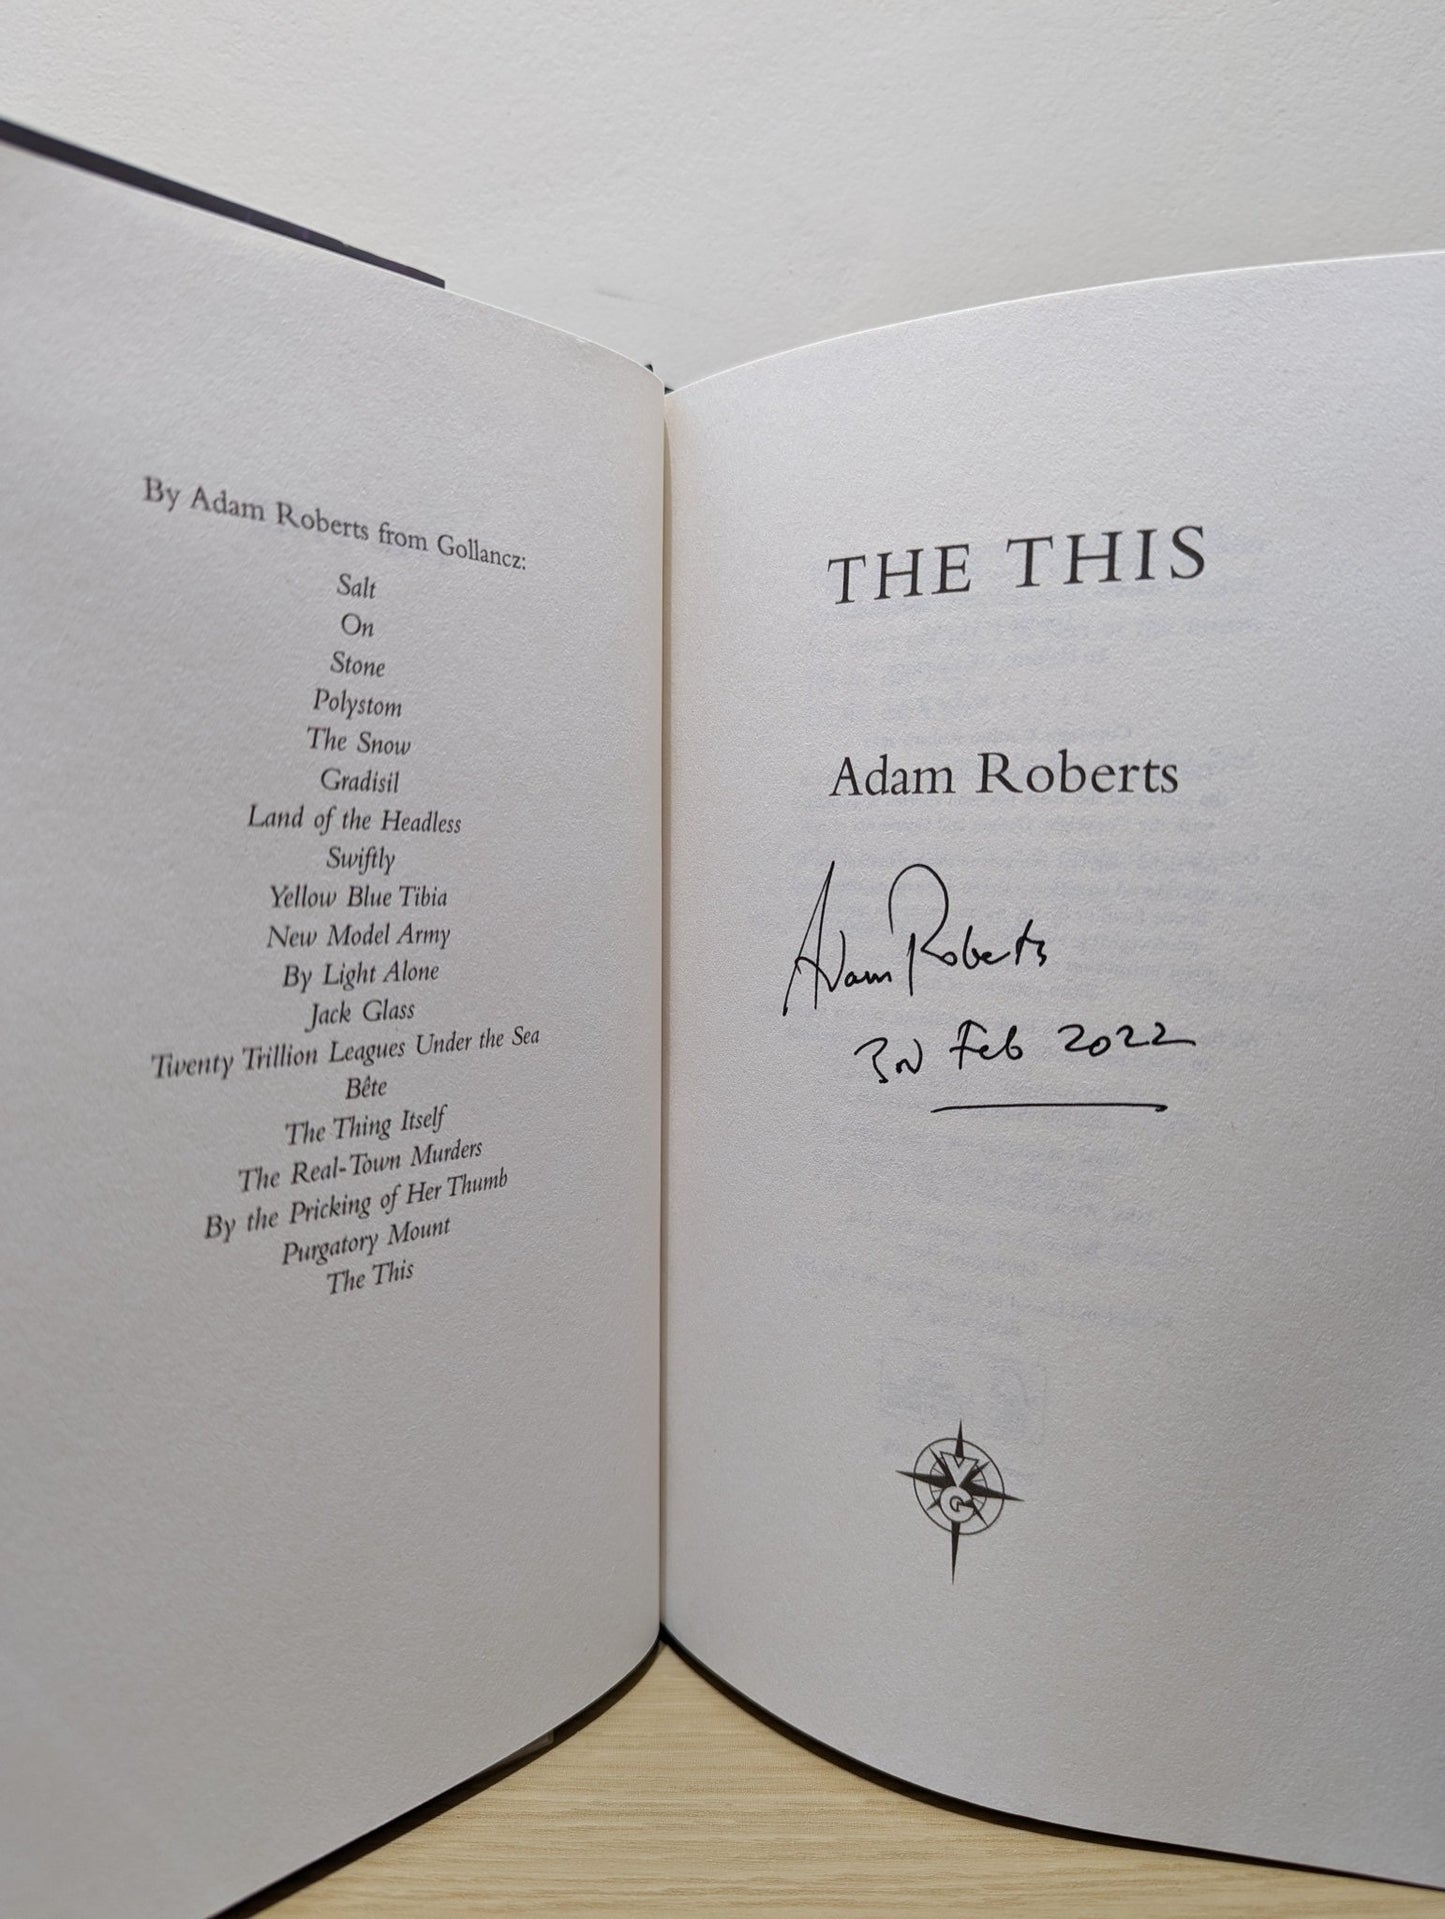 By Adam Roberts from Gollancz:
Salt
On
Stone
Polystom
The Snow
Gradisil
Land of the Headless
Swiftly
Yellow Blue Tibia
New Model Army
By Light Alone
Jack Glass
Twenty Trillion Leagues Under the Sea
Bête
The Thing Itself
The Real-Town Murders
By the Pricking of Her Thumb
Purgatory Mount
The This
THE THIS
Adam Roberts
Adam Roberts
3rd Feb 2022
VG